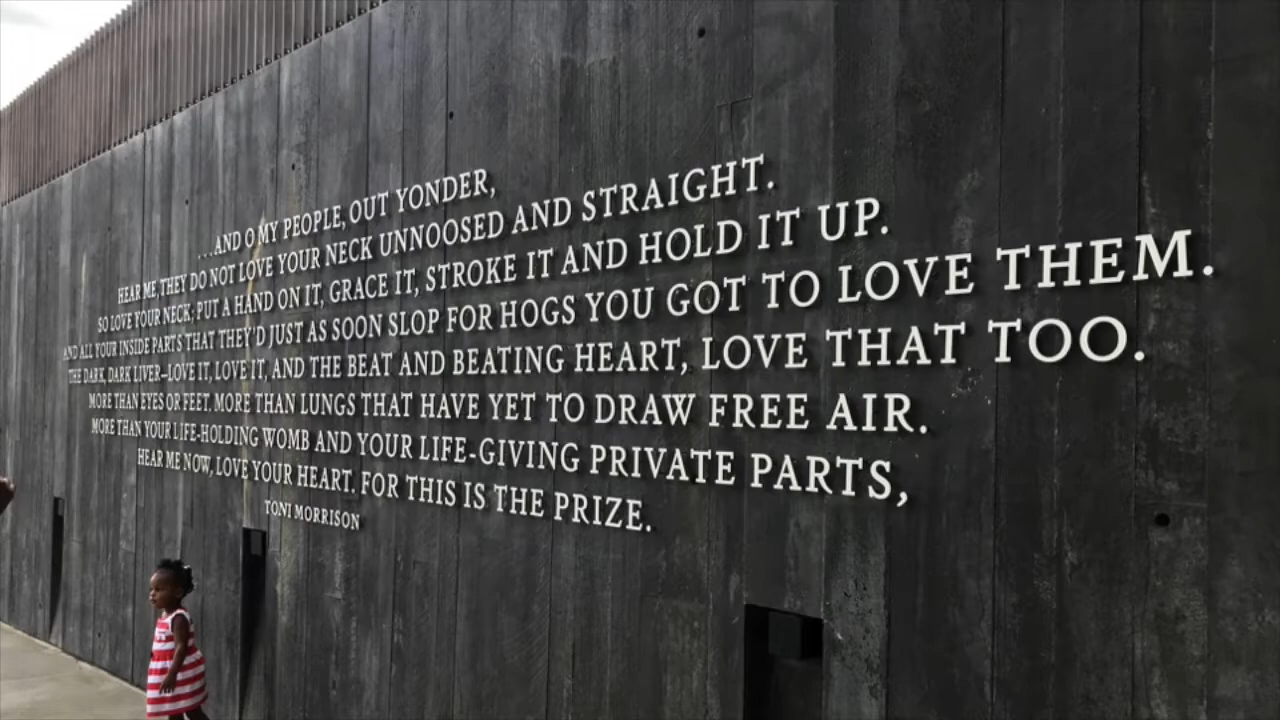 ...AND O MY PEOPLE, OUT YONDER,
HEAR ME, THEY DO NOT LOVE YOUR NECK UNNOOSED AND STRAIGHT.
SO LOVE YOUR NECK; PUT A HAND ON IT, GRACE IT, STROKE IT AND HOLD IT UP.
AND ALL YOUR INSIDE PARTS THAT THEY'D JUST AS SOON SLOP FOR HOGS YOU GOT TO LOVE THEM.
THE DARK, DARK LIVER–LOVE IT, LOVE IT, AND THE BEAT AND BEATING HEART, LOVE THAT TOO.
MORE THAN EYES OR FEET. MORE THAN LUNGS THAT HAVE YET TO DRAW FREE AIR.
MORE THAN YOUR LIFE-HOLDING WOMB AND YOUR LIFE-GIVING PRIVATE PARTS,
HEAR ME NOW, LOVE YOUR HEART. FOR THIS IS THE PRIZE.
TONI MORRISON